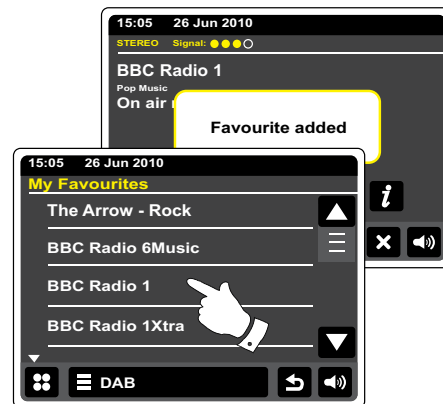 15:05 26 Jun 2010
STEREO Signal:
BBC Radio 1
Pop Music
On air
Favourite added
i
15:05 26 Jun 2010
My Favourites
The Arrow - Rock
BBC Radio 6Music
BBC Radio 1
BBC Radio 1Xtra
DAB